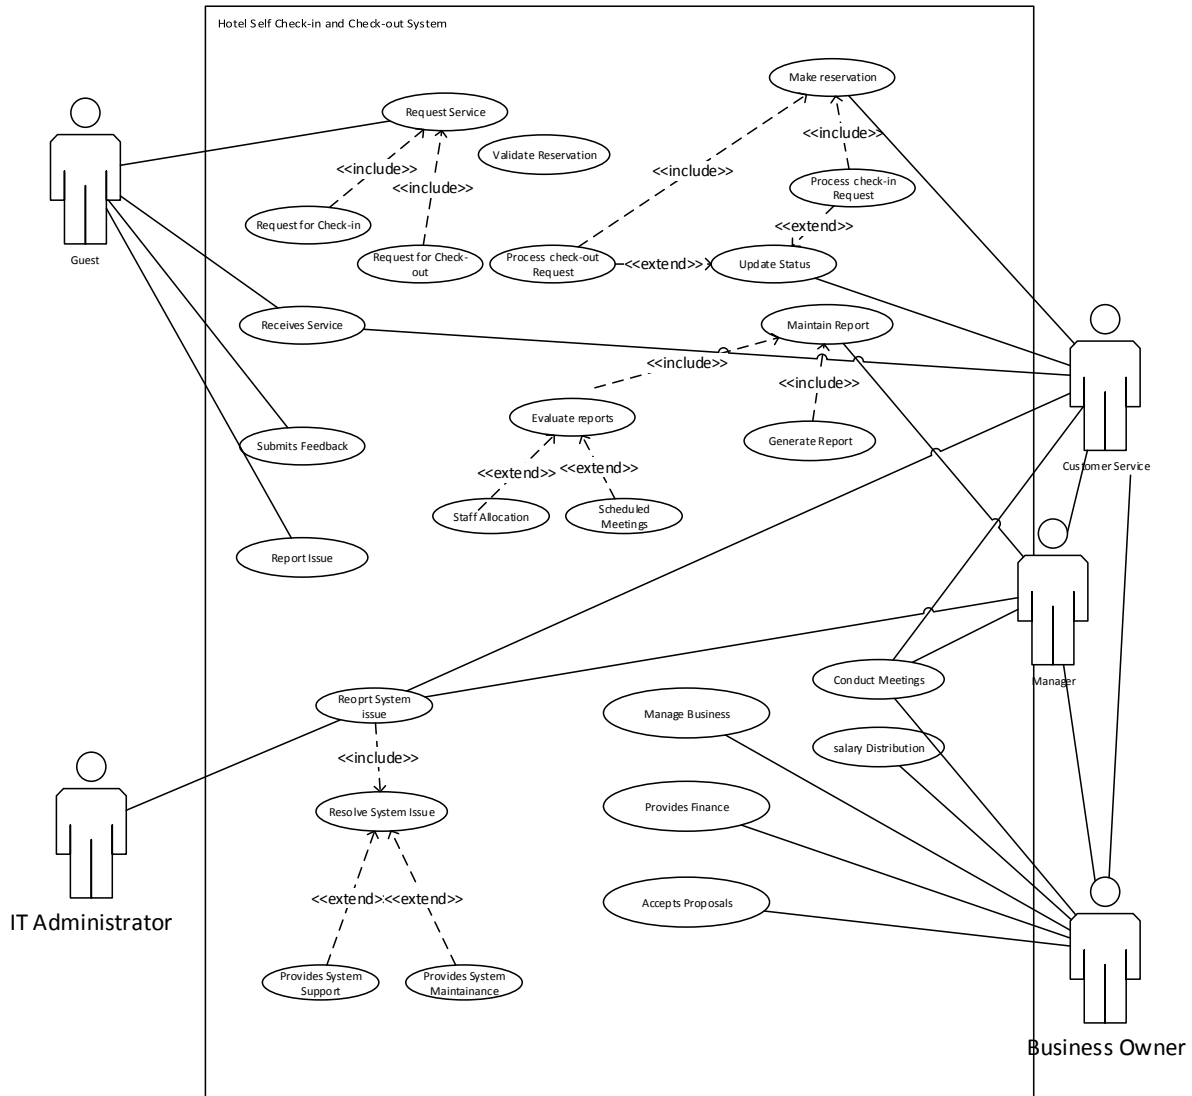 Hotel Self Check-in and Check-out System
Make reservation
Request Service
<<include>>
Validate Reservation
<<include>>
<<include>>
<<include>>
Process check-in
Request
Request for Check-in
<<extend>>
Guest
Request for Check-
out
Process check-out
Request
<<extend>>
Update Status
Receives Service
Maintain Report
<<include>>
<<include>>
Evaluate reports
Submits Feedback
Generate Report
<<extend>>
<<extend>>
Customer Service
Staff Allocation
Scheduled
Meetings
Report Issue
Conduct Meetings
Manager
Reoprt System
issue
Manage Business
salary Distribution
<<include>>
Resolve System Issue
Provides Finance
<<extend>>
<<extend>>
Accepts Proposals
IT Administrator
Provides System
Support
Provides System
Maintainance
Business Owner